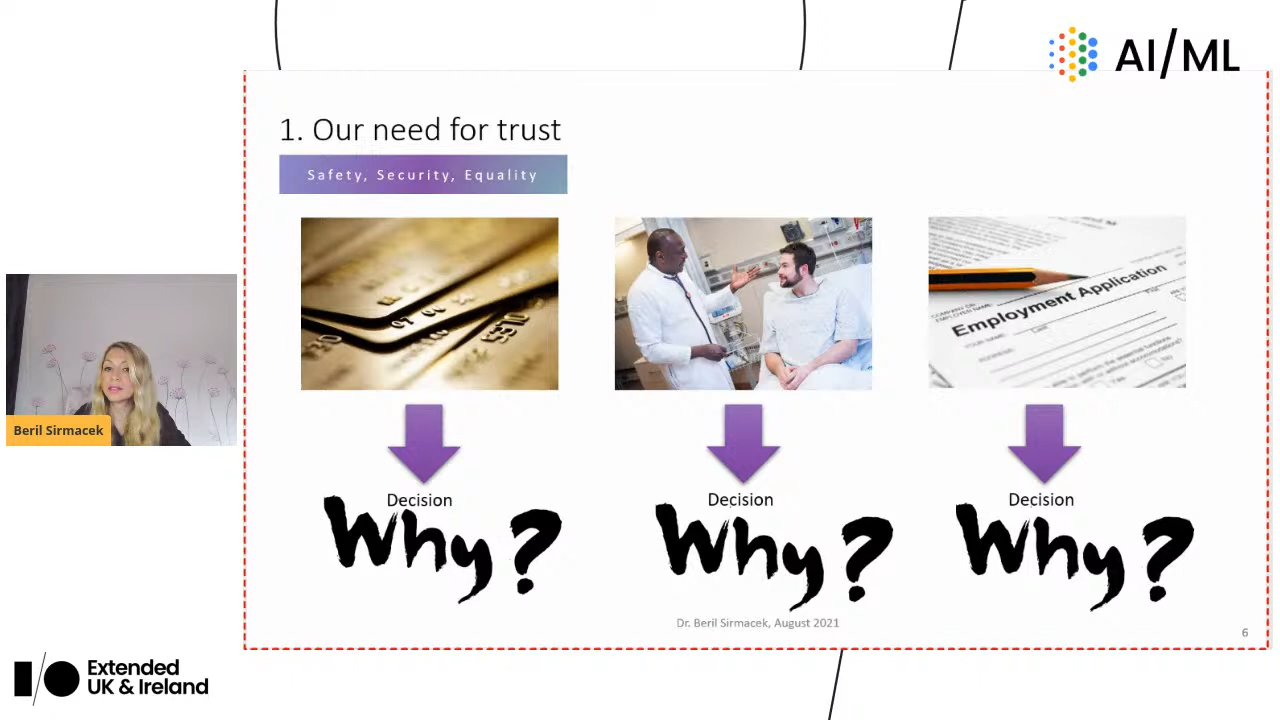 AI/ML
1. Our need for trust
Safety, Security, Equality
Employment Application
Decision
Why?
Decision
Why?
Decision
Why?
Dr. Beril Sirmacek, August 2021
6
Beril Sirmacek
I/O Extended
UK & Ireland